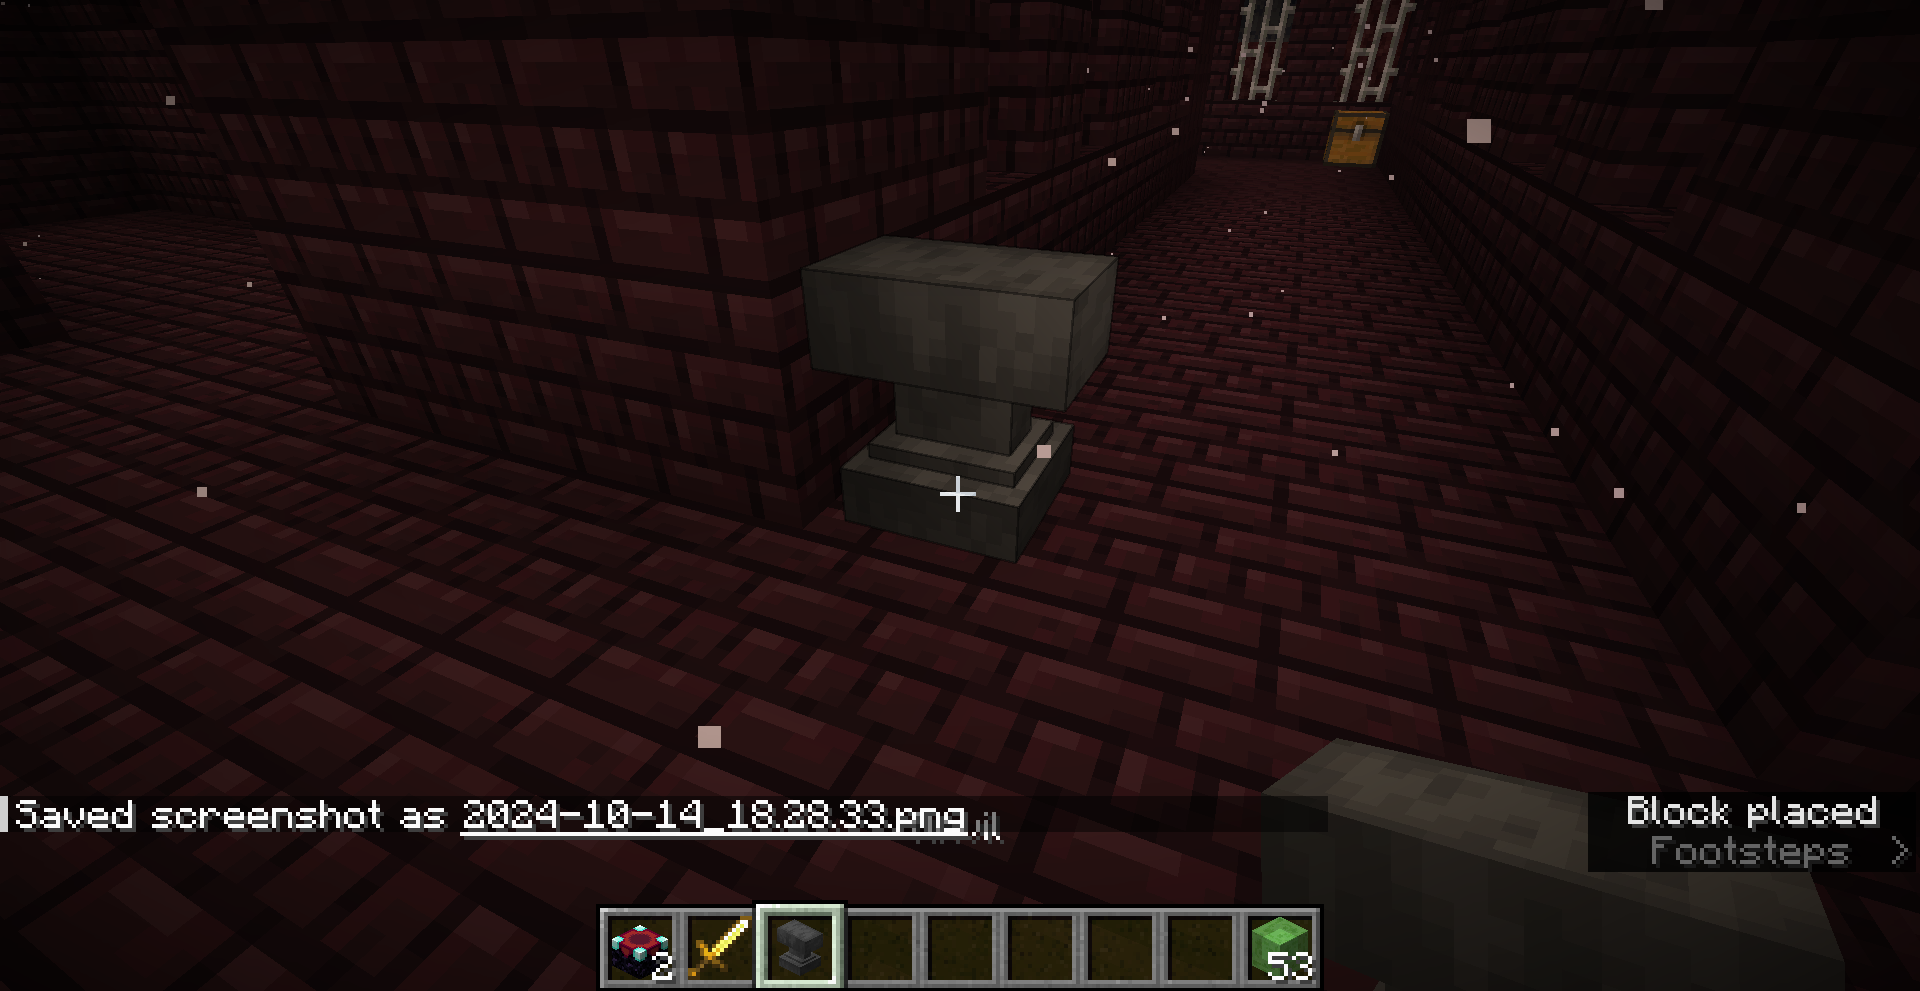 Saved screenshot as 2024-10-14_18.28.33.png
Block placed
Footsteps >
2
53